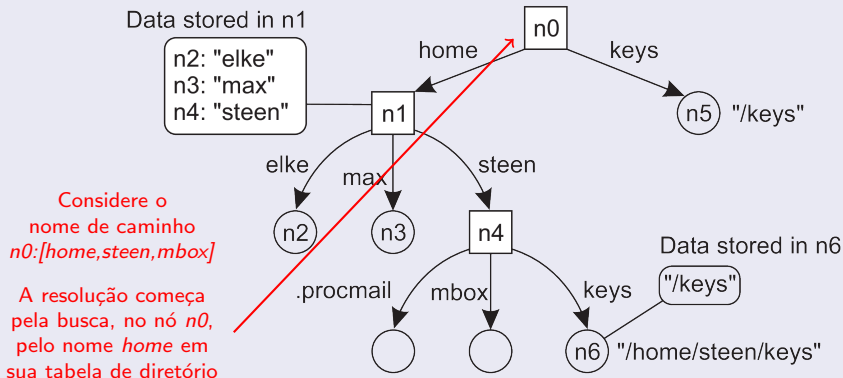 Data stored in n1
n0
n2: "elke"
n3: "max"
n4: "steen"
home
keys
n1
n5
"/keys"
elke
max
steen
Considere o
nome de caminho
n0:[home,steen,mbox]
n2
n3
n4
Data stored in n6
"/keys"
A resolução começa
pela busca, no nó n0,
pelo nome home em
sua tabela de diretório
.procmail
mbox
keys
n6
"/home/steen/keys"